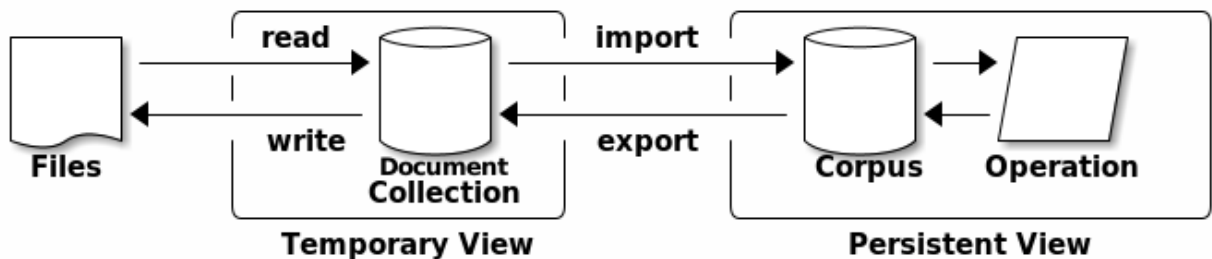 read
import
write
export
Files
Document
Collection
Corpus
Operation
Temporary View
Persistent View